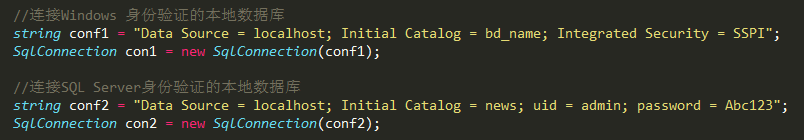 //连接Windows 身份验证的本地数据库
string conf1 = "Data Source = localhost; Initial Catalog = bd_name; Integrated Security = SSPI";
SqlConnection con1 = new SqlConnection(conf1);
//连接SQL Server身份验证的本地数据库
string conf2 = "Data Source = localhost; Initial Catalog = news; uid = admin; password = Abc123";
SqlConnection con2 = new SqlConnection(conf2);